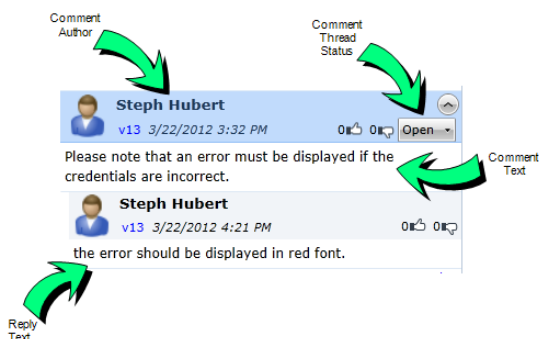 Comment
Author
Comment
Thread
Status
Steph Hubert
v13 3/22/2012 3:32 PM 0 0 Open
Please note that an error must be displayed if the
credentials are incorrect.
Comment
Text
Steph Hubert
v13 3/22/2012 4:21 PM 0 0
the error should be displayed in red font.
Reply
Text